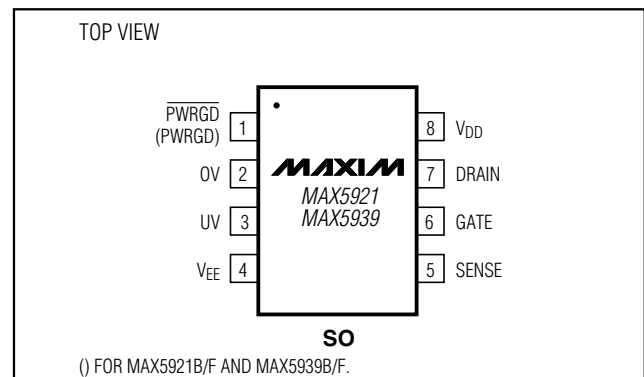 TOP VIEW
PWRGD
(PWRGD)
1
OV
2
UV
3
VEE
4
MAXIM
MAX5921
MAX5939
8
VDD
7
DRAIN
6
GATE
5
SENSE
SO
() FOR MAX5921B/F AND MAX5939B/F.